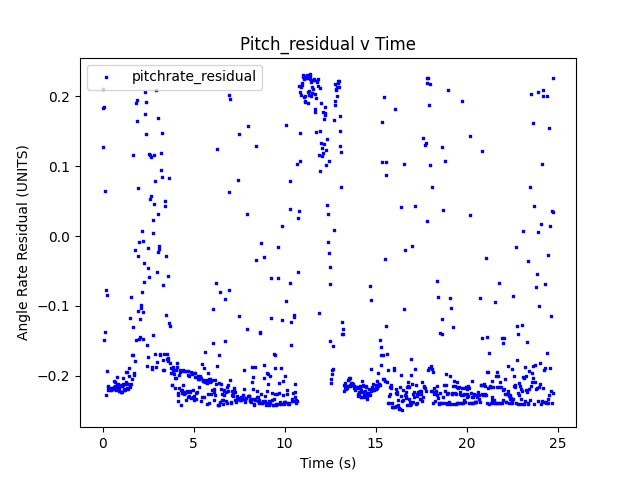 Pitch_residual v Time
pitchrate_residual
Angle Rate Residual (UNITS)
0.2
0.1
0.0
−0.1
−0.2
0 5 10 15 20 25
Time (s)